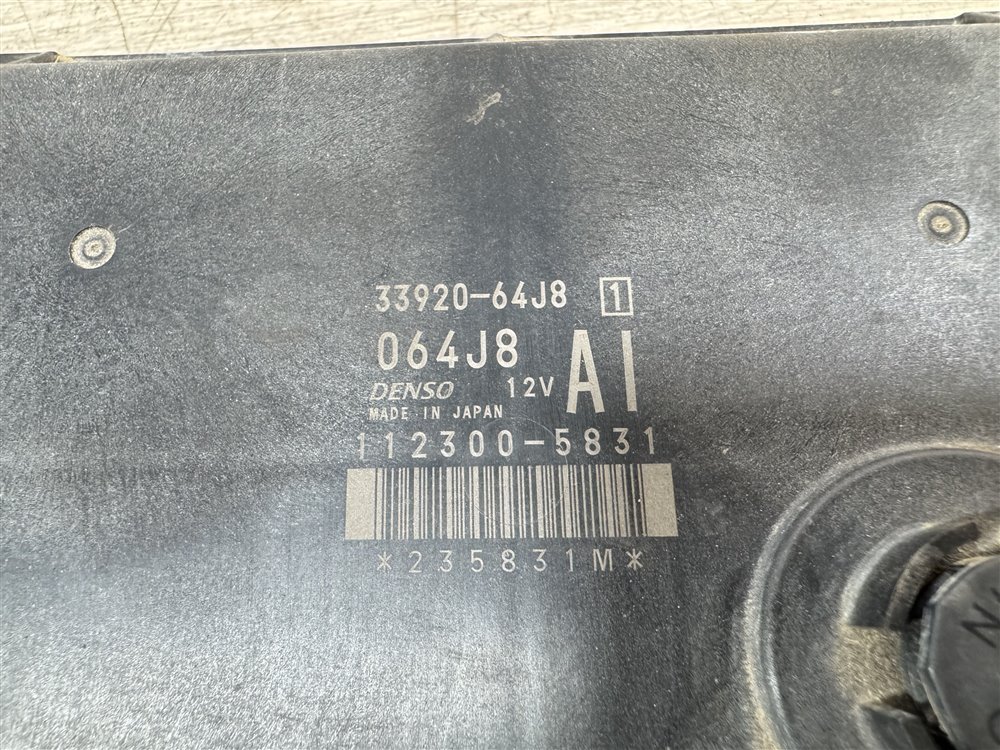 33920-64J8 1
064J8 AI
DENSO 12V
MADE IN JAPAN
112300-5831
*235831M*
N